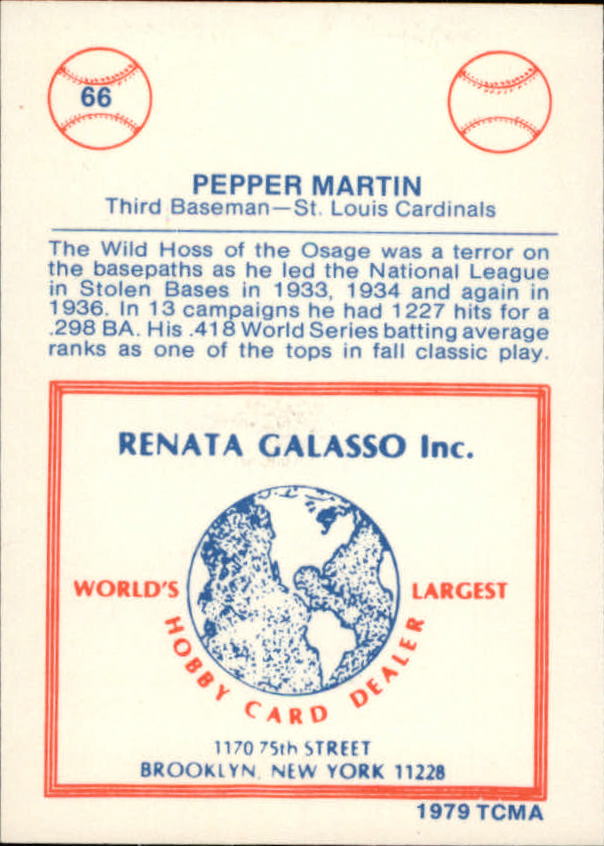 66
PEPPER MARTIN
Third Baseman—St. Louis Cardinals
The Wild Hoss of the Osage was a terror on
the basepaths as he led the National League
in Stolen Bases in 1933, 1934 and again in
1936. In 13 campaigns he had 1227 hits for a
.298 BA. His .418 World Series batting average
ranks as one of the tops in fall classic play.
RENATA GALASSO Inc.
WORLD'S LARGEST
HOBBY CARD DEALER
1170 75th STREET
BROOKLYN, NEW YORK 11228
1979 TCMA